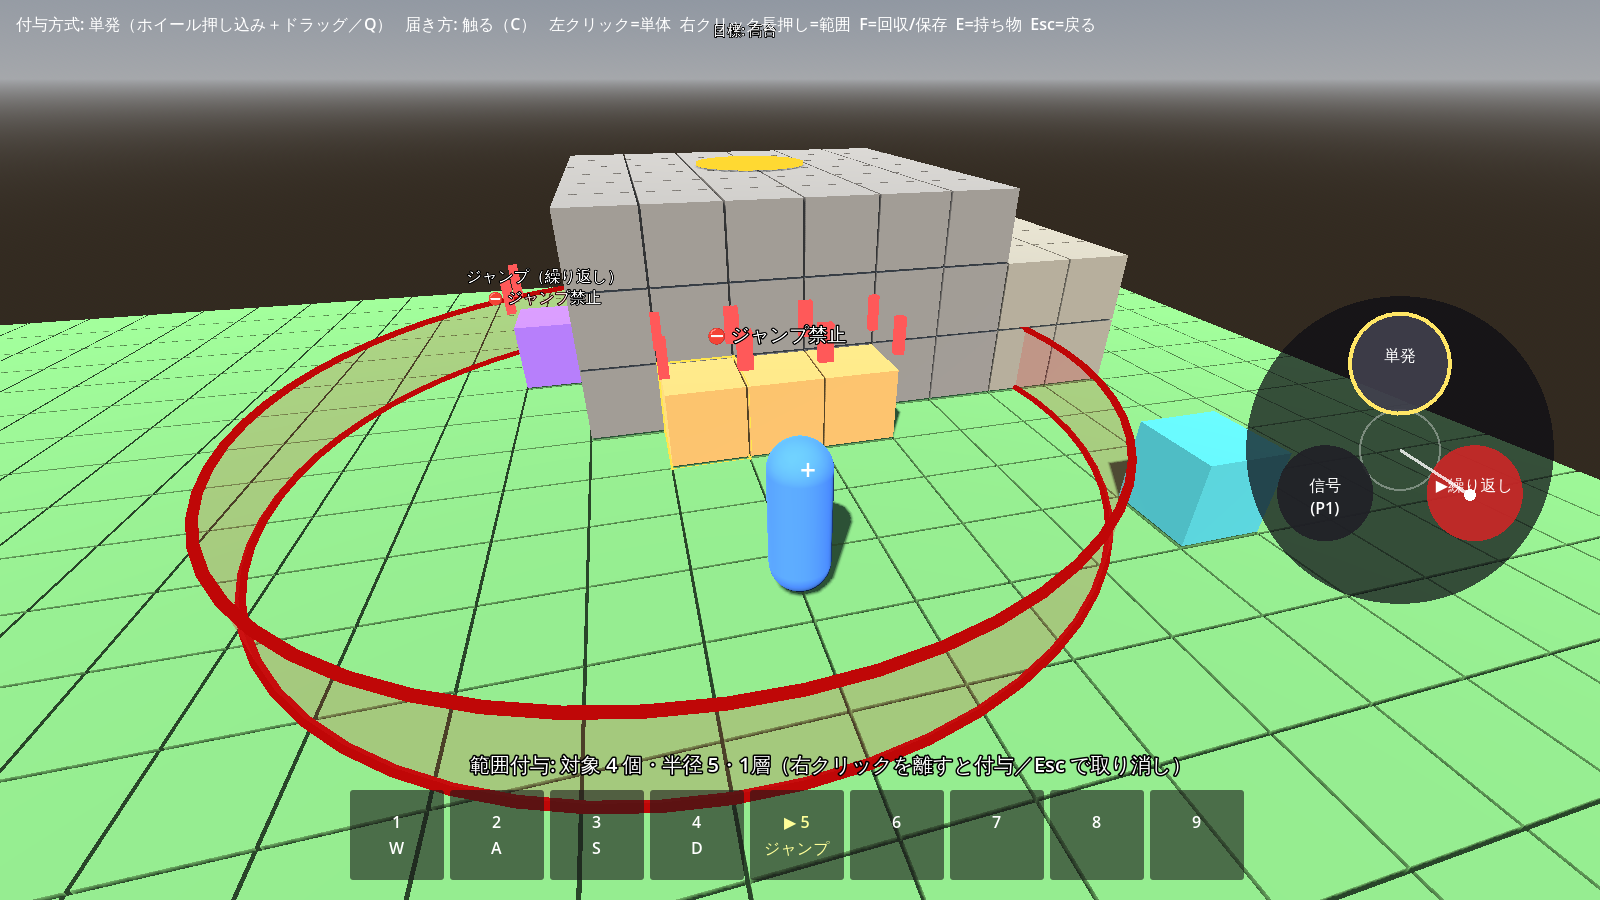 付与方式: 単発（ホイール押し込み＋ドラッグ／Q） 届き方: 触る（C） 左クリック=単体 右クリック長押し=範囲 F=回収/保存 E=持ち物 Esc=戻る
ジャンプ（繰り返し）
⛔ ジャンプ禁止
⛔ ジャンプ禁止
単発
信号
(P1)
▶繰り返し
範囲付与: 対象 4 個・半径 5・1層（右クリックを離すと付与／Esc で取り消し）
1
W
2
A
3
S
4
D
▶ 5
ジャンプ
6
7
8
9